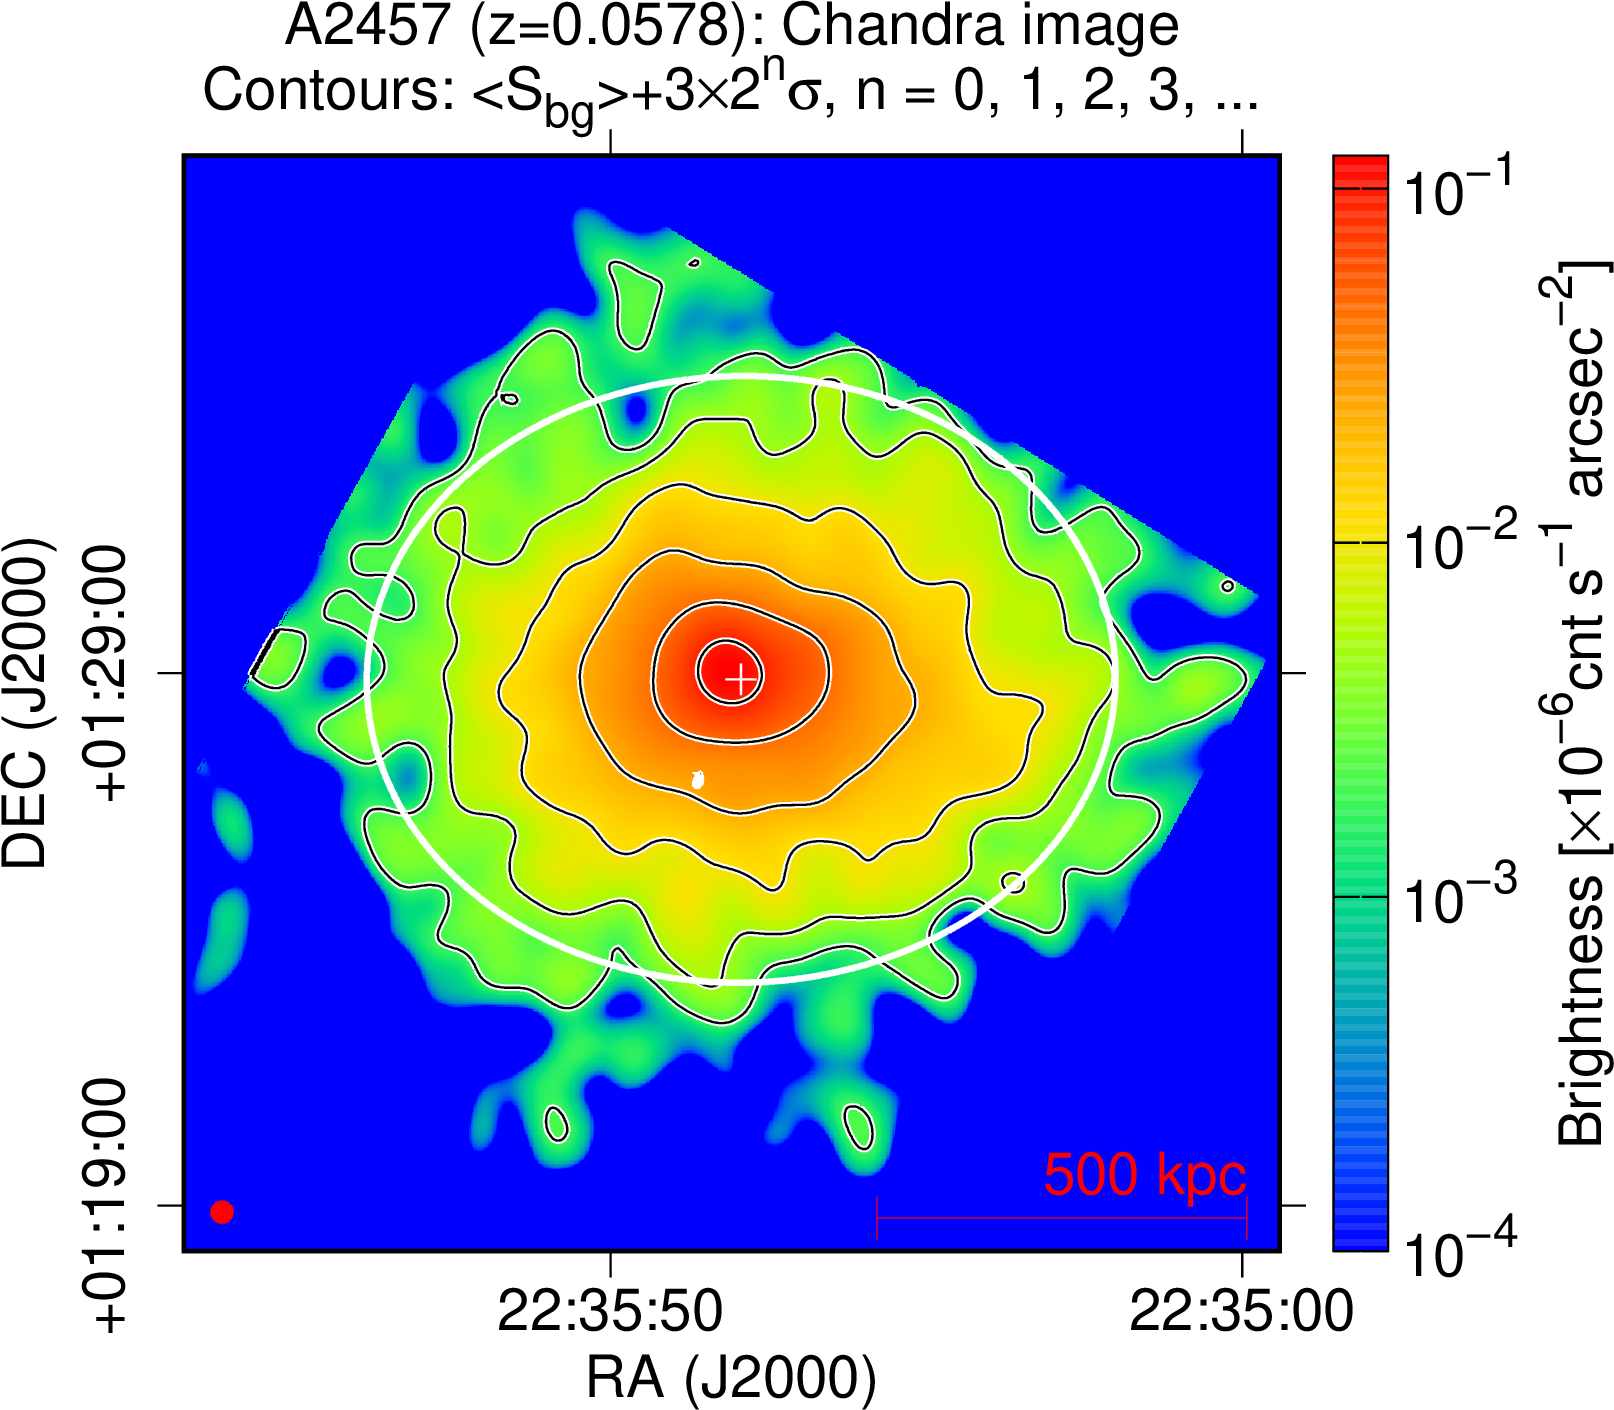 A2457 (z=0.0578): Chandra image
Contours: <S_bg>+3×2^nσ, n = 0, 1, 2, 3, ...
10^−1
10^−2
10^−3
10^−4
Brightness [×10^−6 cnt s^−1 arcsec^−2]
DEC (J2000)
+01:29:00
+01:19:00
500 kpc
22:35:50
22:35:00
RA (J2000)